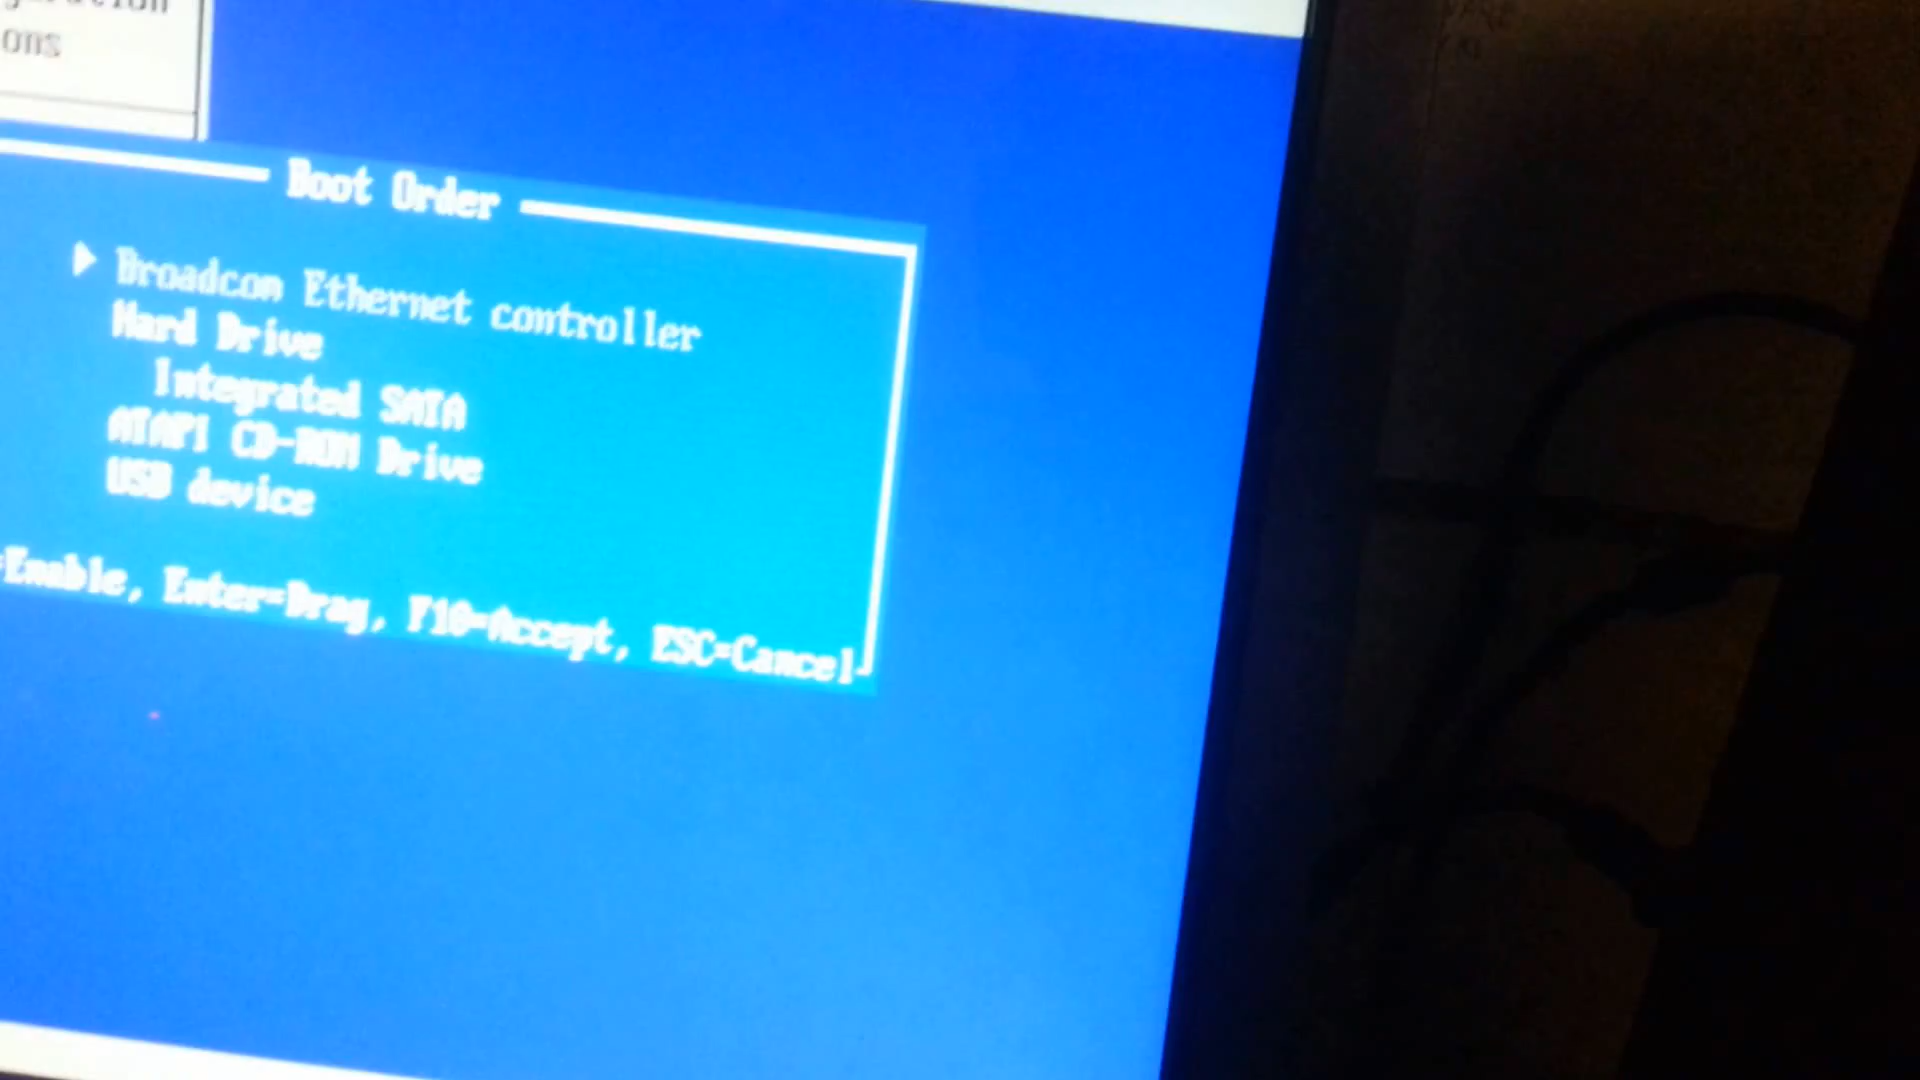 ons
Boot Order
Broadcom Ethernet controller
Hard Drive
Integrated SATA
ATAPI CD-ROM Drive
USB device
=Enable, Enter=Drag, F10=Accept, ESC=Cancel